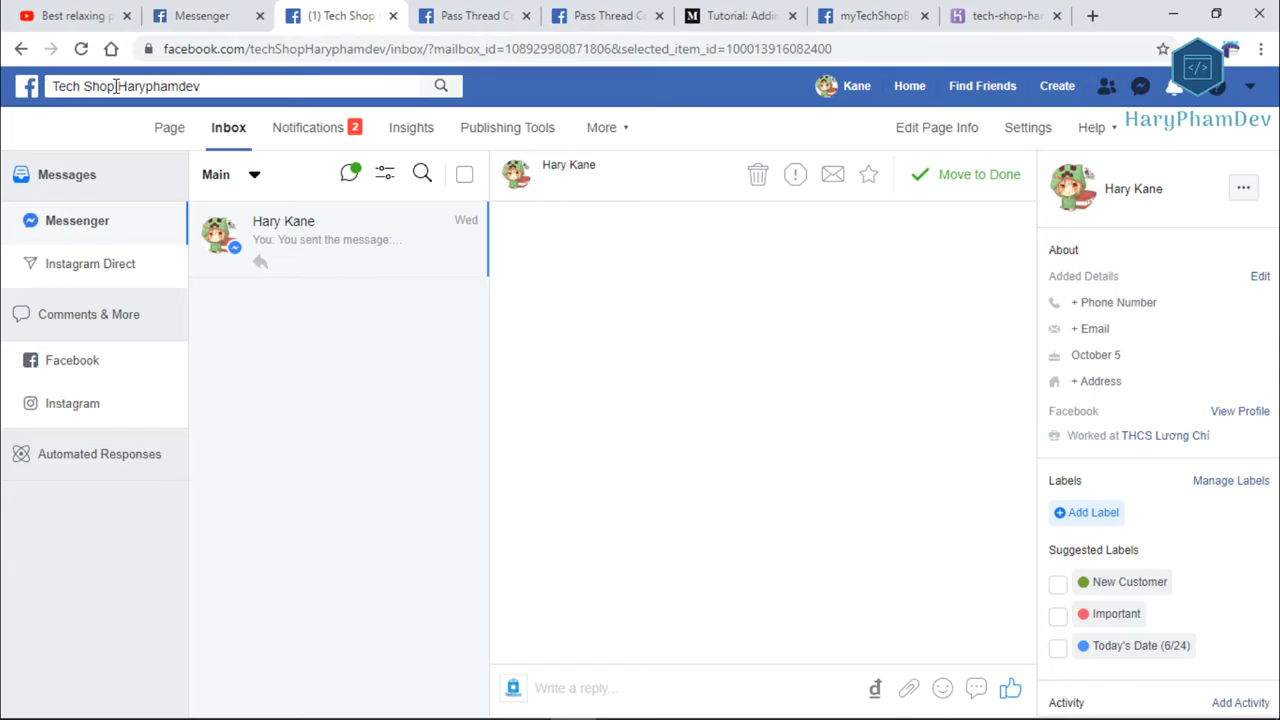 Best relaxing p
Messenger
(1) Tech Shop
Pass Thread Co
Pass Thread Co
Tutorial: Addin
myTechShopB
tech-shop-har
facebook.com/techShopHaryphamdev/inbox/?mailbox_id=108929980871806&selected_item_id=100013916082400
Tech Shop Haryphamdev
Kane
Home
Find Friends
Create
</>
HaryPhamDev
Page
Inbox
Notifications 2
Insights
Publishing Tools
More
Edit Page Info
Settings
Help
Messages
Messenger
Instagram Direct
Comments & More
Facebook
Instagram
Automated Responses
Main
Hary Kane
Wed
You: You sent the message:...
Hary Kane
Move to Done
Write a reply...
đ
Hary Kane
About
Added Details
Edit
+ Phone Number
+ Email
October 5
+ Address
Facebook
View Profile
Worked at THCS Lương Chí
Labels
Manage Labels
Add Label
Suggested Labels
New Customer
Important
Today's Date (6/24)
Activity
Add Activity